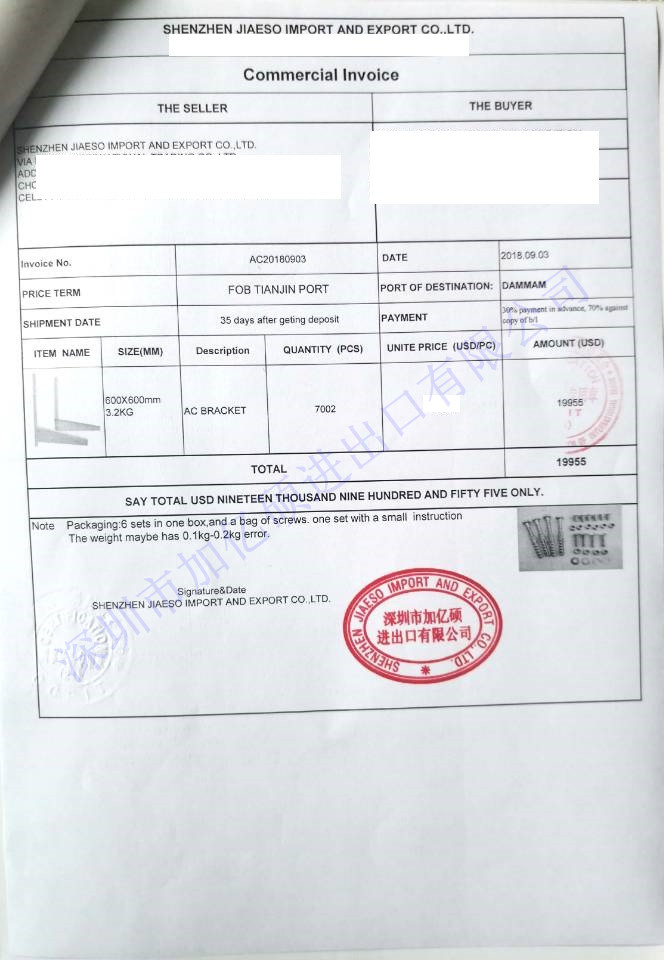 SHENZHEN JIAESO IMPORT AND EXPORT CO.,LTD.
Commercial Invoice
THE SELLER
THE BUYER
SHENZHEN JIAESO IMPORT AND EXPORT CO.,LTD.
VIA
ADD
CHO
CEL
Invoice No.
AC20180903
DATE
2018.09.03
PRICE TERM
FOB TIANJIN PORT
PORT OF DESTINATION:
DAMMAM
SHIPMENT DATE
35 days after geting deposit
PAYMENT
30% payment in advance, 70% against
copy of b/l
ITEM NAME
SIZE(MM)
Description
QUANTITY (PCS)
UNITE PRICE (USD/PC)
AMOUNT (USD)
600X600mm
3.2KG
AC BRACKET
7002
19955
TOTAL
19955
SAY TOTAL USD NINETEEN THOUSAND NINE HUNDRED AND FIFTY FIVE ONLY.
Note Packaging:6 sets in one box,and a bag of screws. one set with a small instruction
The weight maybe has 0.1kg-0.2kg error.
Signature&Date
SHENZHEN JIAESO IMPORT AND EXPORT CO.,LTD.
SHENZHEN JIAESO IMPORT AND EXPORT CO., LTD.
深圳市加亿硕
进出口有限公司
深圳市加亿硕进出口有限公司